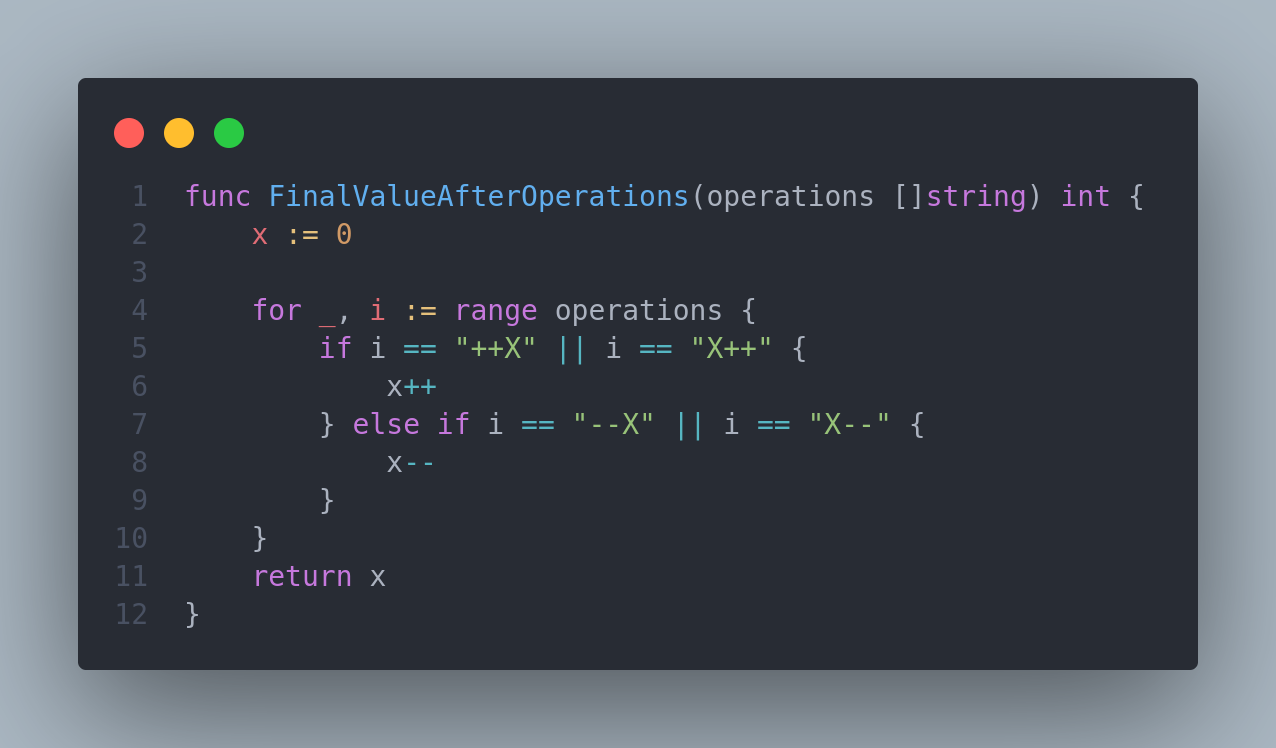 1 func FinalValueAfterOperations(operations []string) int {
2     x := 0
3
4     for _, i := range operations {
5         if i == "++X" || i == "X++" {
6             x++
7         } else if i == "--X" || i == "X--" {
8             x--
9         }
10     }
11     return x
12 }